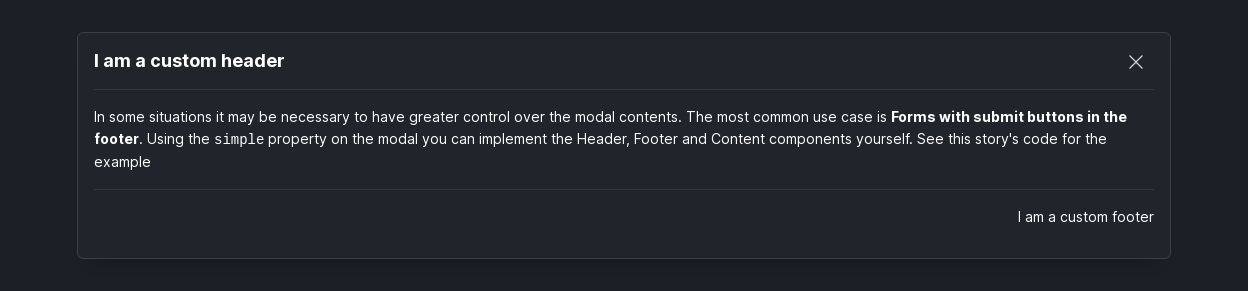 I am a custom header
In some situations it may be necessary to have greater control over the modal contents. The most common use case is Forms with submit buttons in the
footer. Using the simple property on the modal you can implement the Header, Footer and Content components yourself. See this story's code for the
example
I am a custom footer